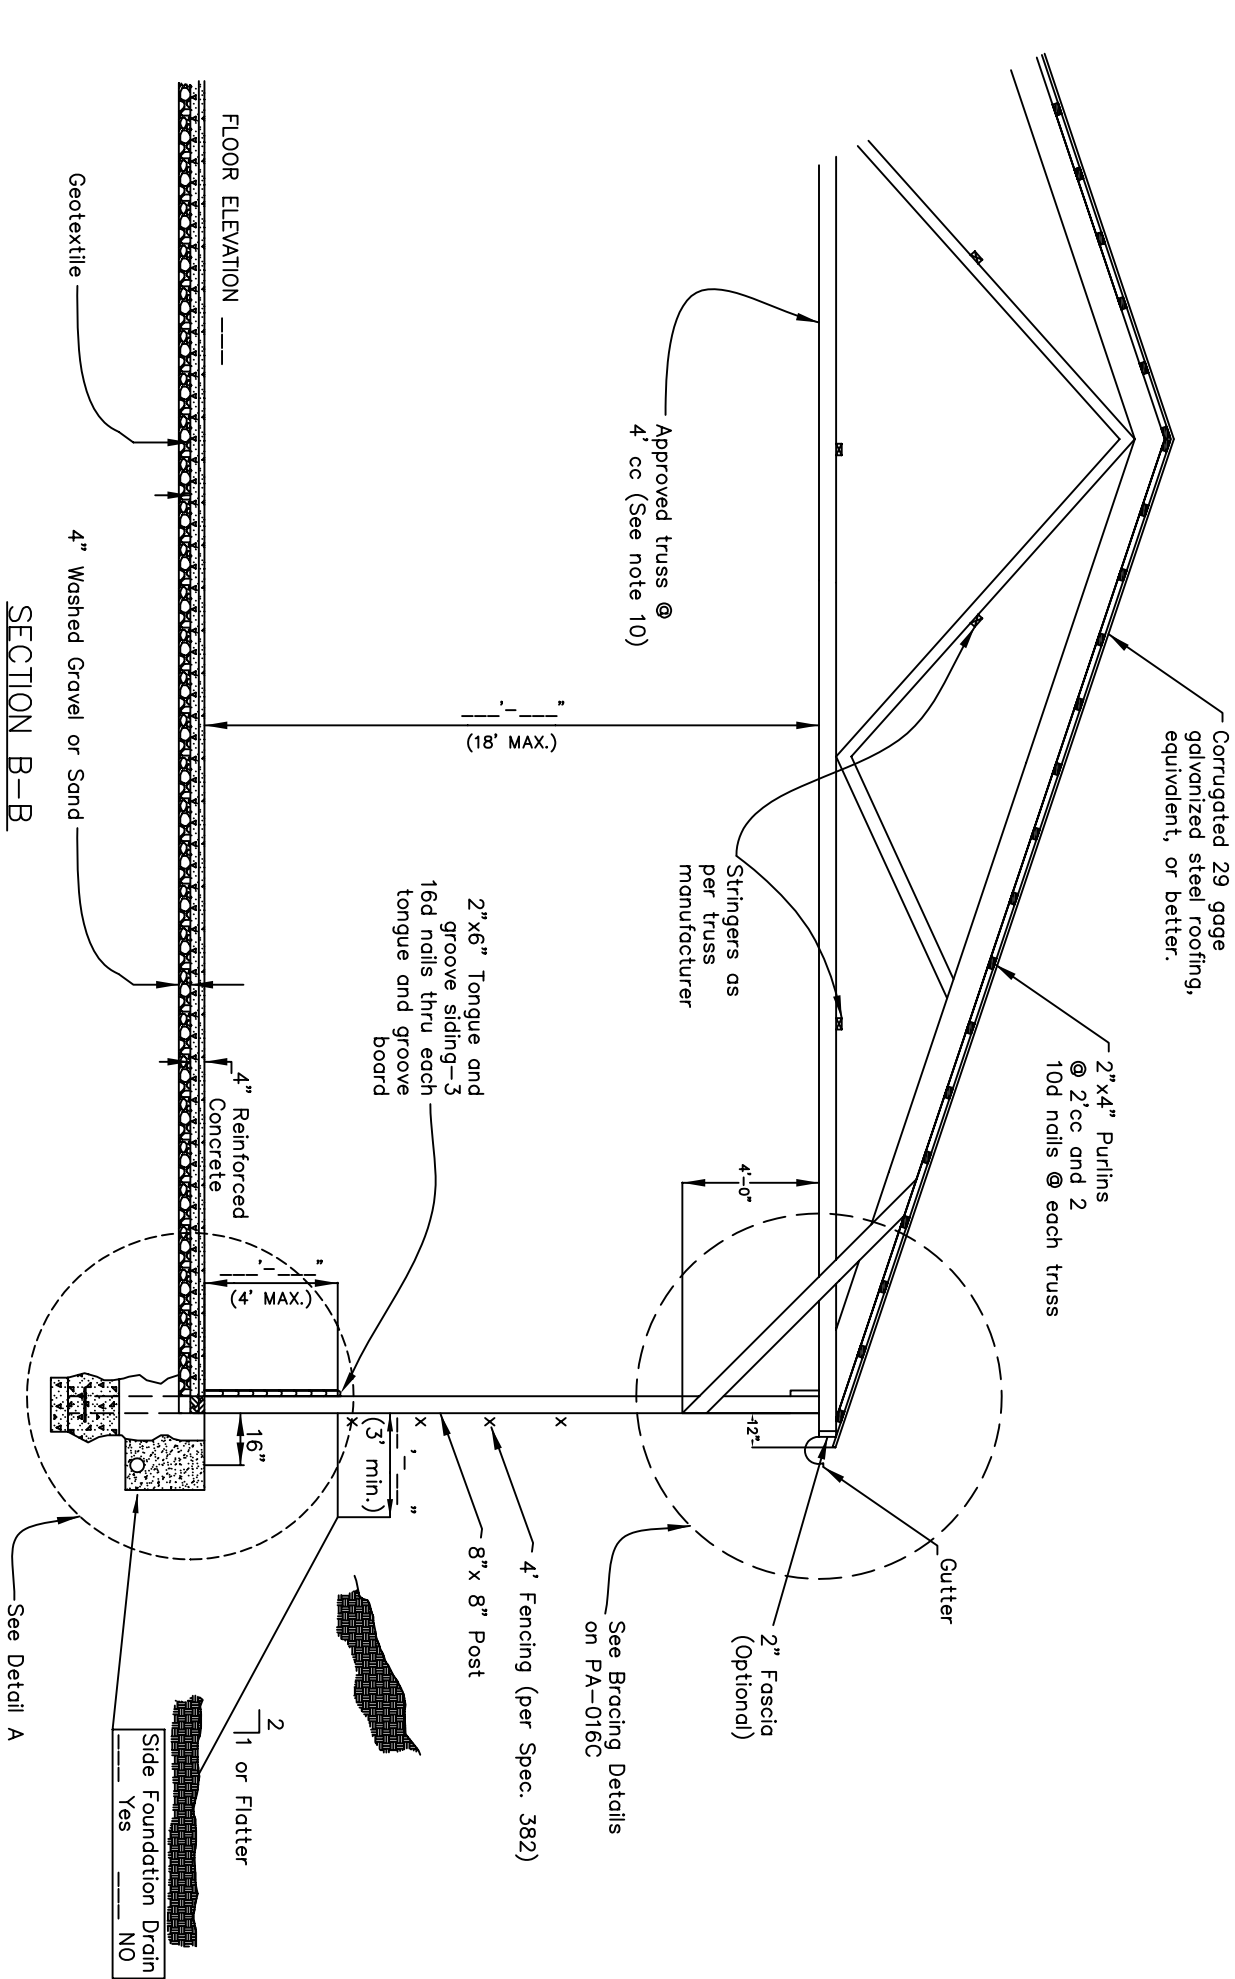 Corrugated 29 gage
galvanized steel roofing,
equivalent, or better.
2"x4" Purlins
@ 2'cc and 2
10d nails @ each truss
Gutter
2" Fascia
(Optional)
Approved truss @
4' cc (See note 10)
Stringers as
per truss
manufacturer
4'-0"
12"
See Bracing Details
on PA-016C
___'-___"
(18' MAX.)
2"x6" Tongue and
groove siding-3
16d nails thru each
tongue and groove
board
4' Fencing (per Spec. 382)
8"x 8" Post
x
x
x
x
___'-___"
(3' min.)
___'-___"
(4' MAX.)
FLOOR ELEVATION ___
4" Reinforced
Concrete
16"
2
1 or Flatter
Geotextile
4" Washed Gravel or Sand
Side Foundation Drain
___ Yes ___ NO
See Detail A
SECTION B-B